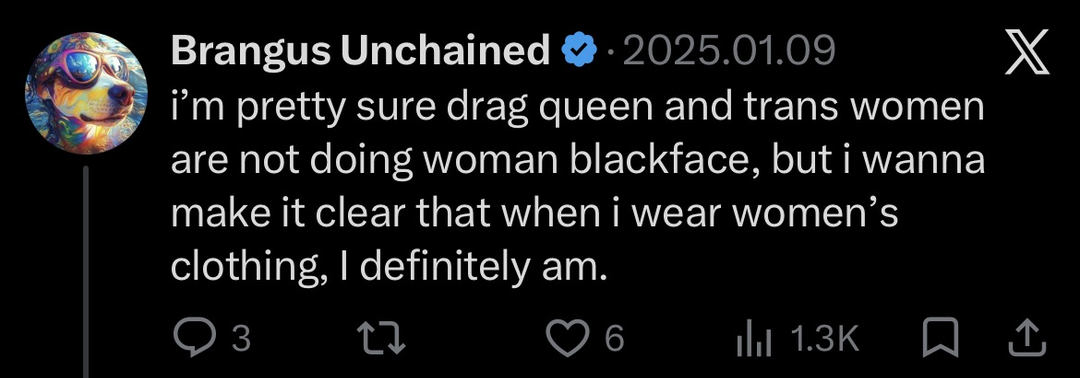 Brangus Unchained · 2025.01.09
i’m pretty sure drag queen and trans women
are not doing woman blackface, but i wanna
make it clear that when i wear women’s
clothing, I definitely am.
3 6 1.3K